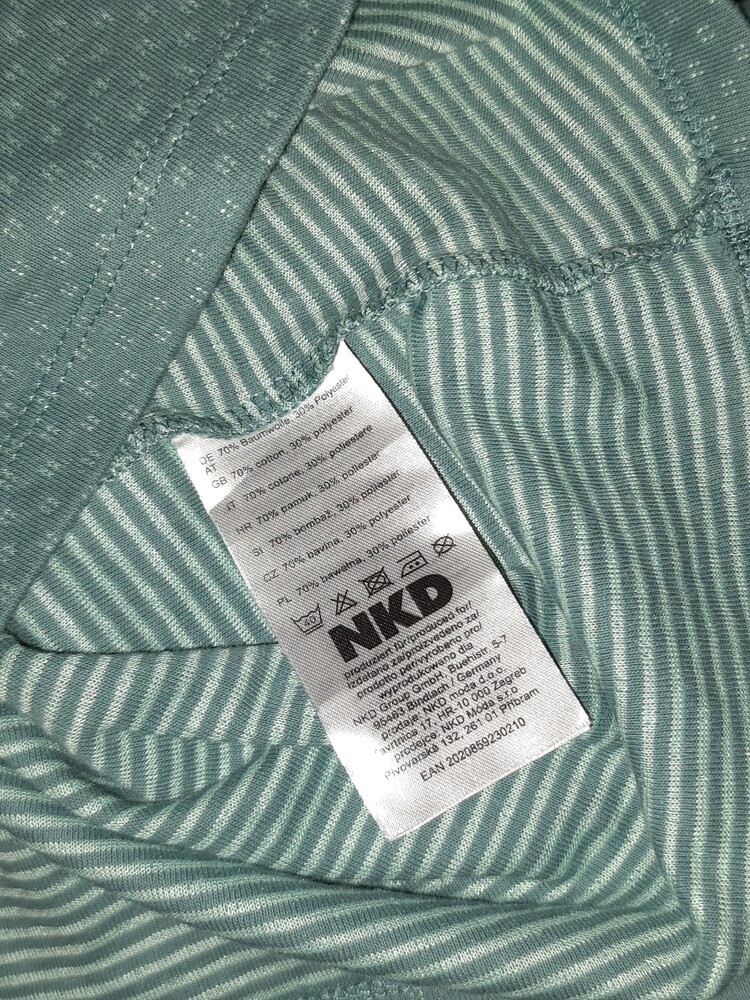 DE 70% Baumwolle, 30% Polyester
AT
GB 70% cotton, 30% polyester
IT 70% cotone, 30% poliestere
HR 70% pamuk, 30% poliester
SI 70% bombaž, 30% poliester
CZ 70% bavlna, 30% polyester
PL 70% bawełna, 30% poliester
40
NKD
produziert für/produced for/
izdelano za/proizvedeno za/
prodotto per/vyrobeno pro/
wyprodukowano dla
NKD Group GmbH, Buehlstr. 5-7
95463 Bindlach / Germany
prodaje: NKD moda d.o.c.
17, HR-10 000 Zagreb
prodejce: NKD Móda s.r.o
Pivovarská 132, 261 01 Příbram
EAN 2020859230210